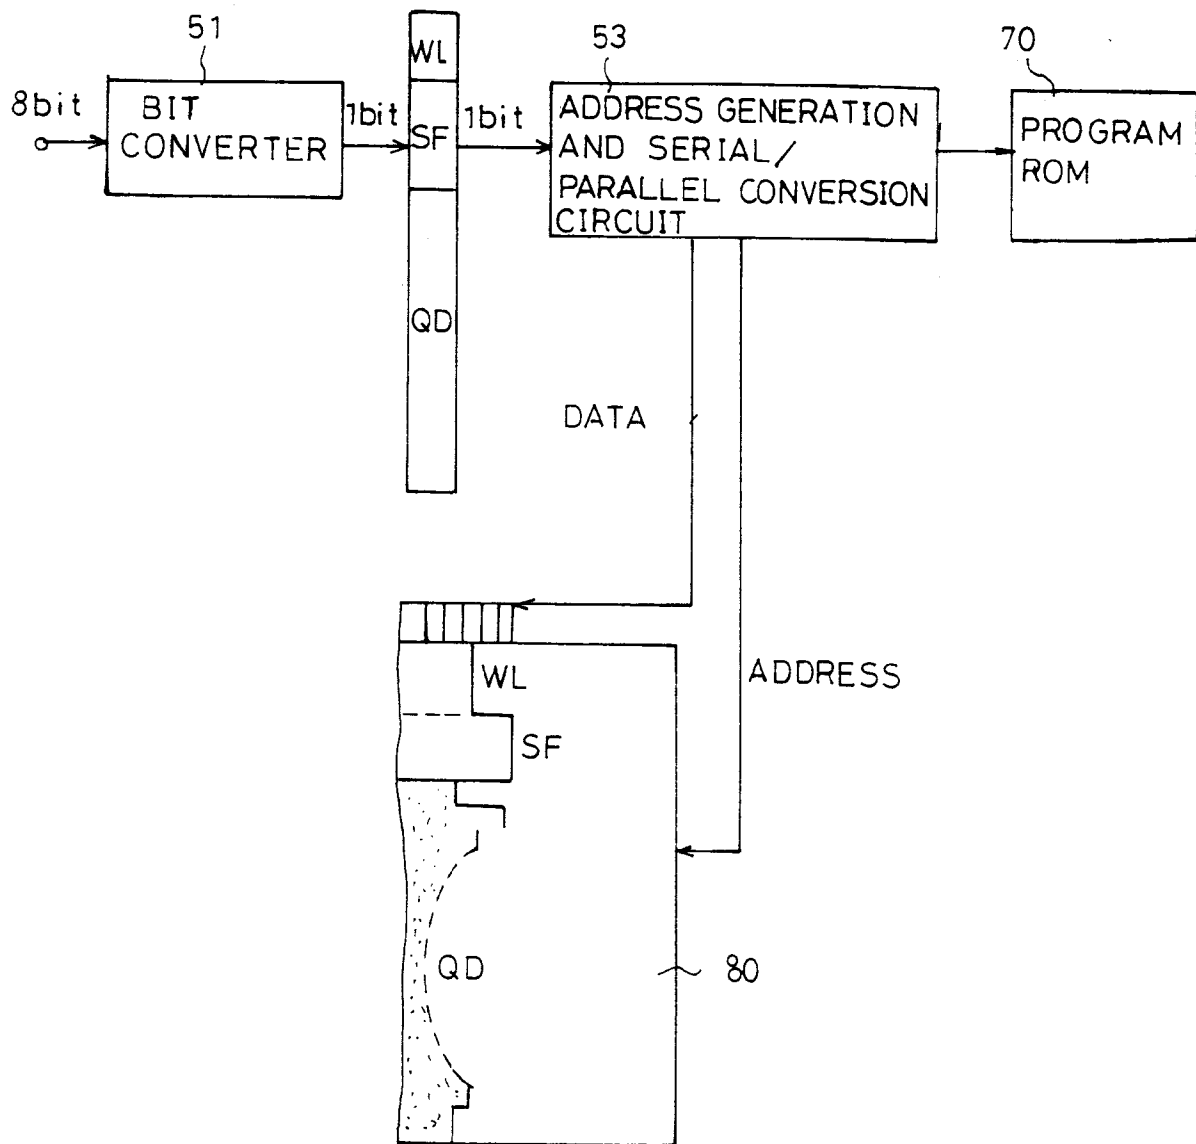 51
53
70
WL
8bit
BIT
CONVERTER
1bit
SF
1bit
ADDRESS GENERATION
AND SERIAL/
PARALLEL CONVERSION
CIRCUIT
PROGRAM
ROM
QD
DATA
WL
ADDRESS
SF
QD
80